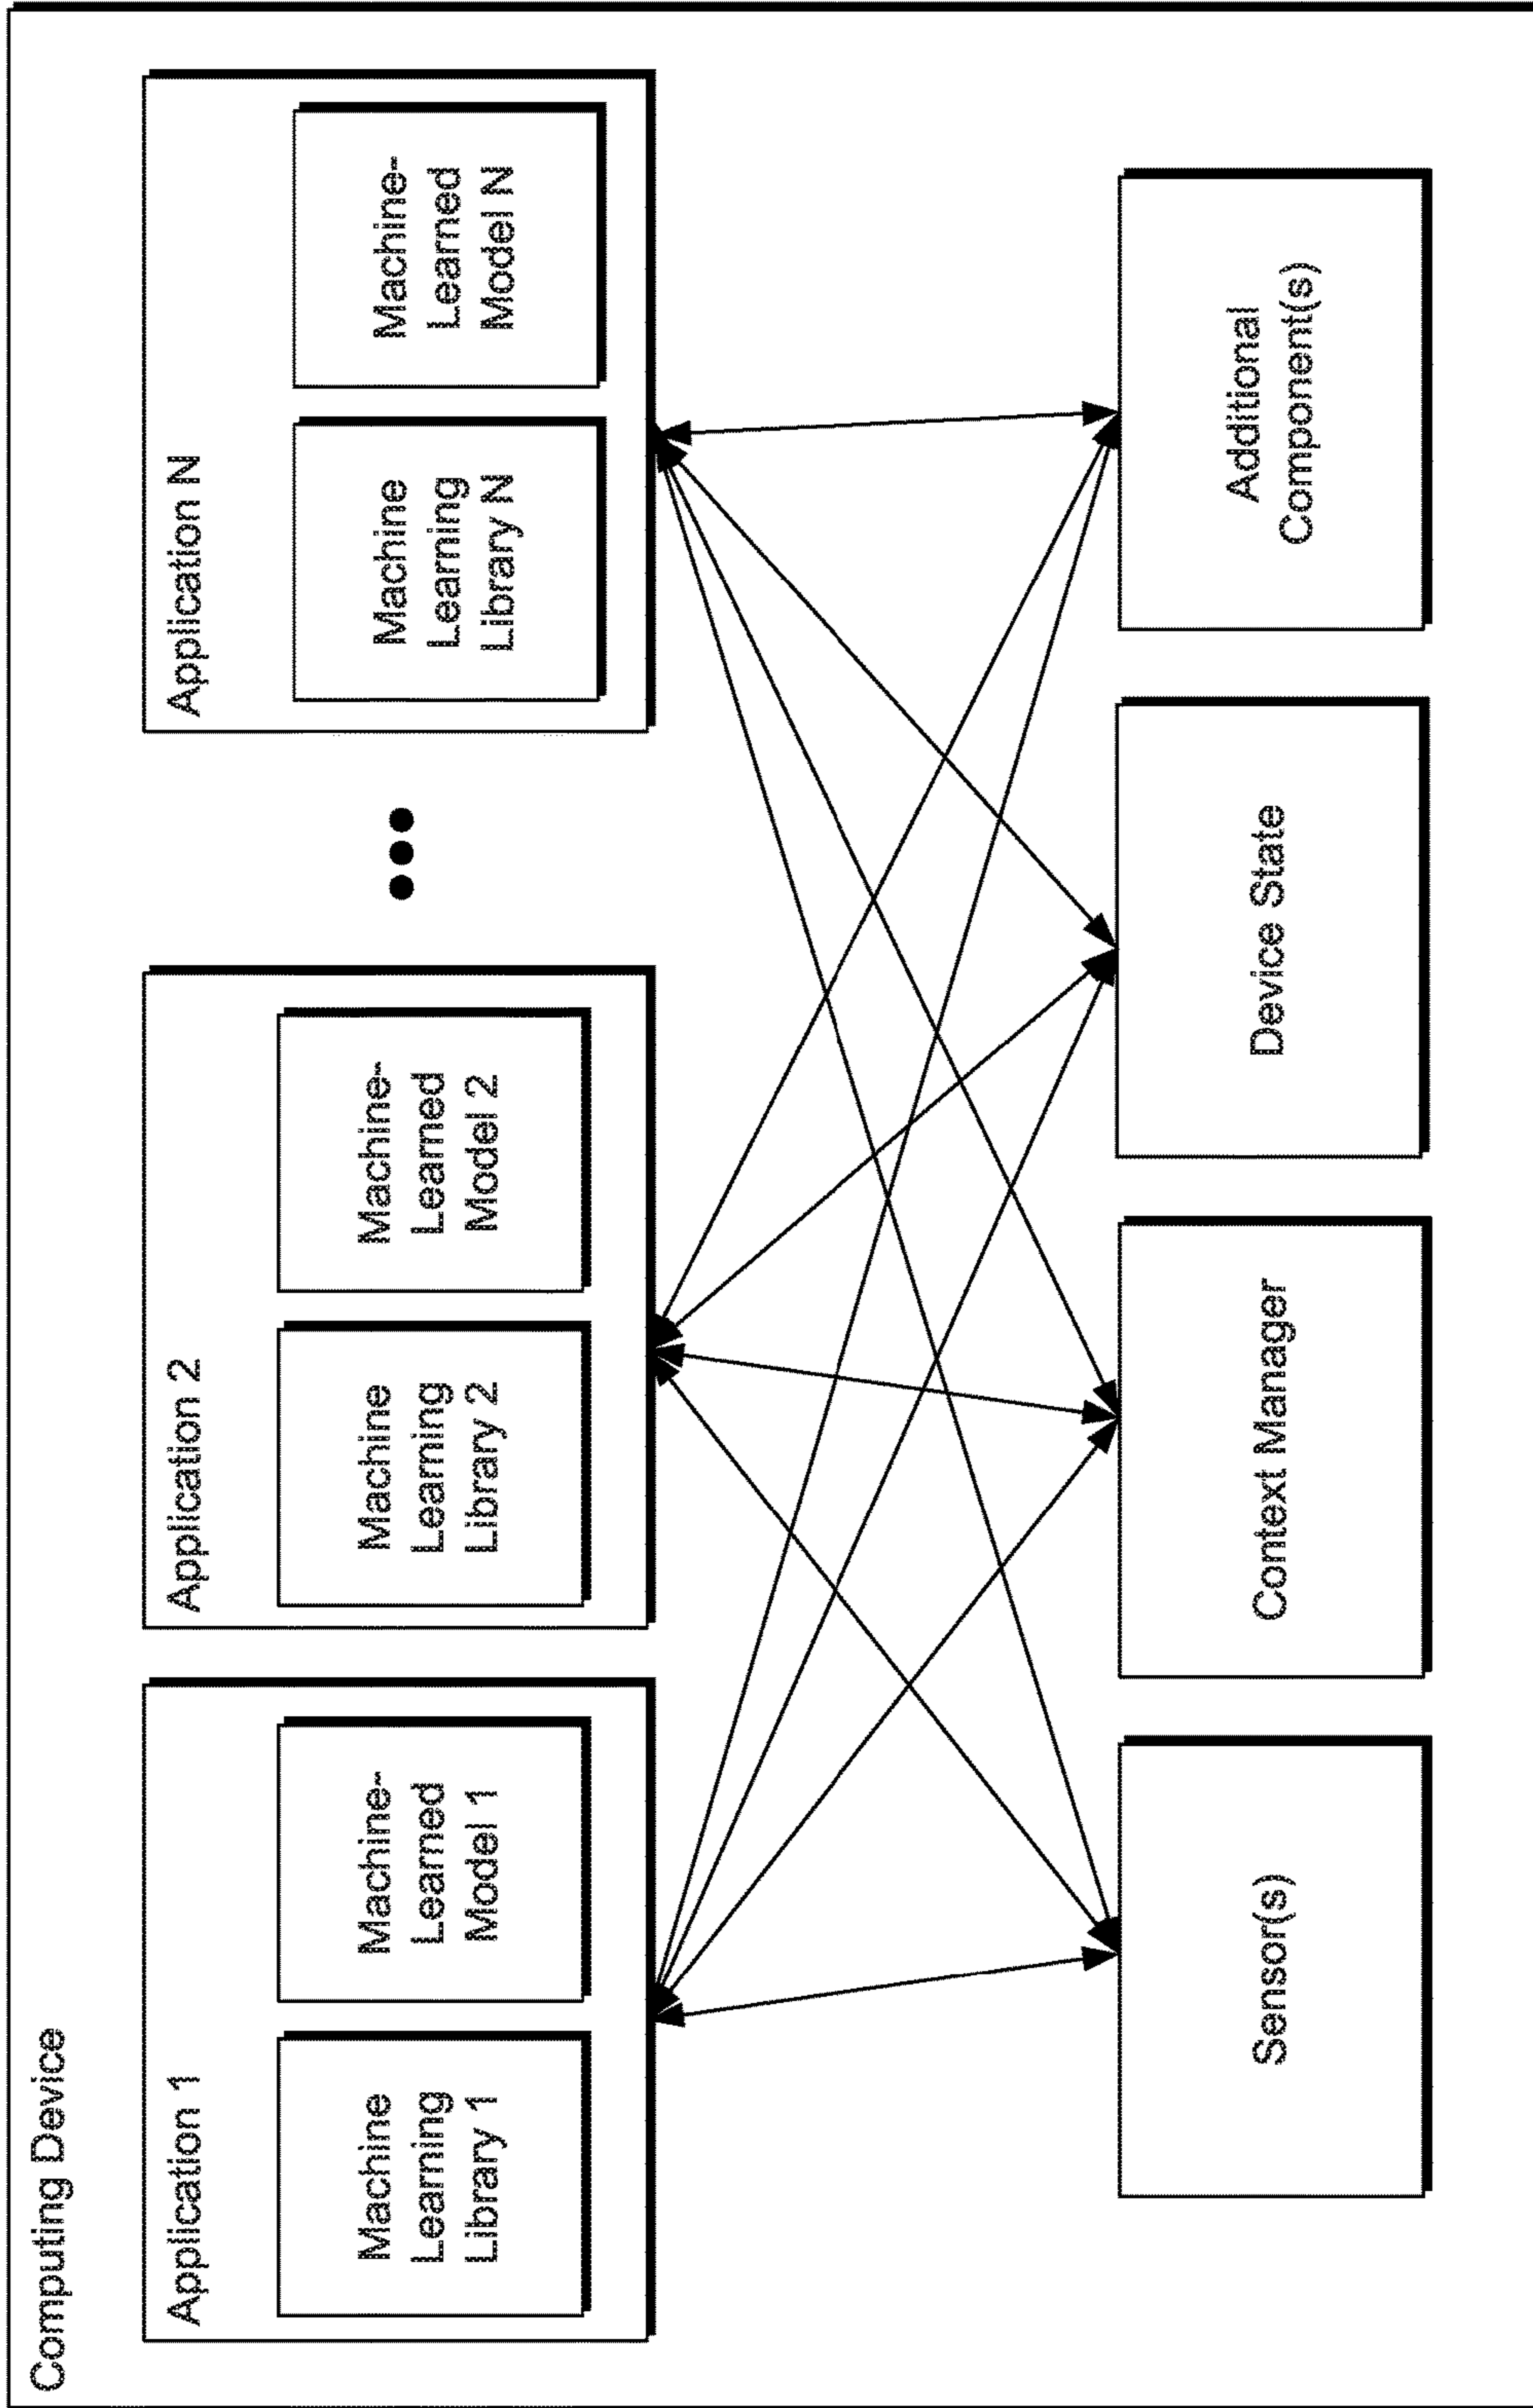 Computing Device
Application 1
Machine
Learning
Library 1
Machine-
Learned
Model 1
Application 2
Machine
Learning
Library 2
Machine-
Learned
Model 2
Application N
Machine
Learning
Library N
Machine-
Learned
Model N
Sensor(s)
Context Manager
Device State
Additional
Component(s)